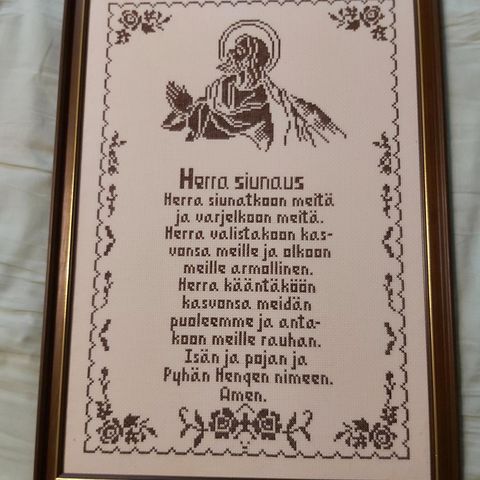 Herra siunaus
Herra siunatkoon meitä
ja varjelkoon meitä.
Herra valistakoon kas-
vonsa meille ja olkoon
meille armollinen.
Herra kääntäköön
kasvonsa meidän
puoleemme ja anta-
koon meille rauhan.
Isän ja pojan ja
Pyhän Hengen nimeen.
Amen.